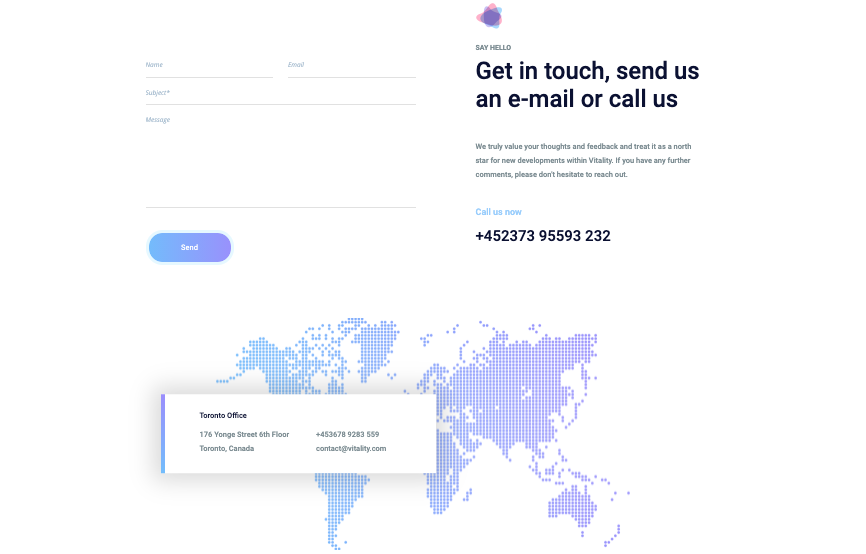 Name
Email
Subject*
Message
Send
SAY HELLO
Get in touch, send us
an e-mail or call us
We truly value your thoughts and feedback and treat it as a north
star for new developments within Vitality. If you have any further
comments, please don't hesitate to reach out.
Call us now
+452373 95593 232
Toronto Office
176 Yonge Street 6th Floor
Toronto, Canada
+453678 9283 559
contact@vitality.com